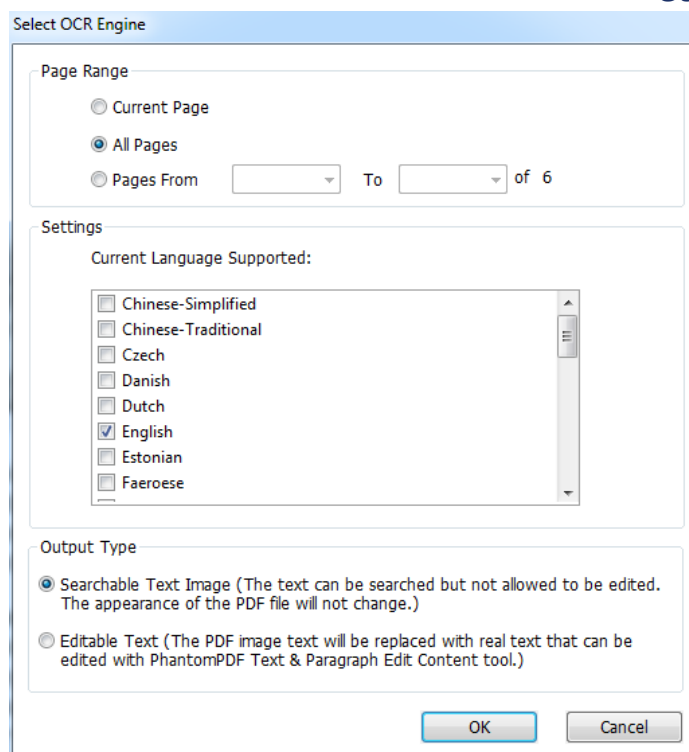 Select OCR Engine
Page Range
Current Page
All Pages
Pages From To of 6
Settings
Current Language Supported:
Chinese-Simplified
Chinese-Traditional
Czech
Danish
Dutch
English
Estonian
Faeroese
Output Type
Searchable Text Image (The text can be searched but not allowed to be edited.
The appearance of the PDF file will not change.)
Editable Text (The PDF image text will be replaced with real text that can be
edited with PhantomPDF Text & Paragraph Edit Content tool.)
OK Cancel